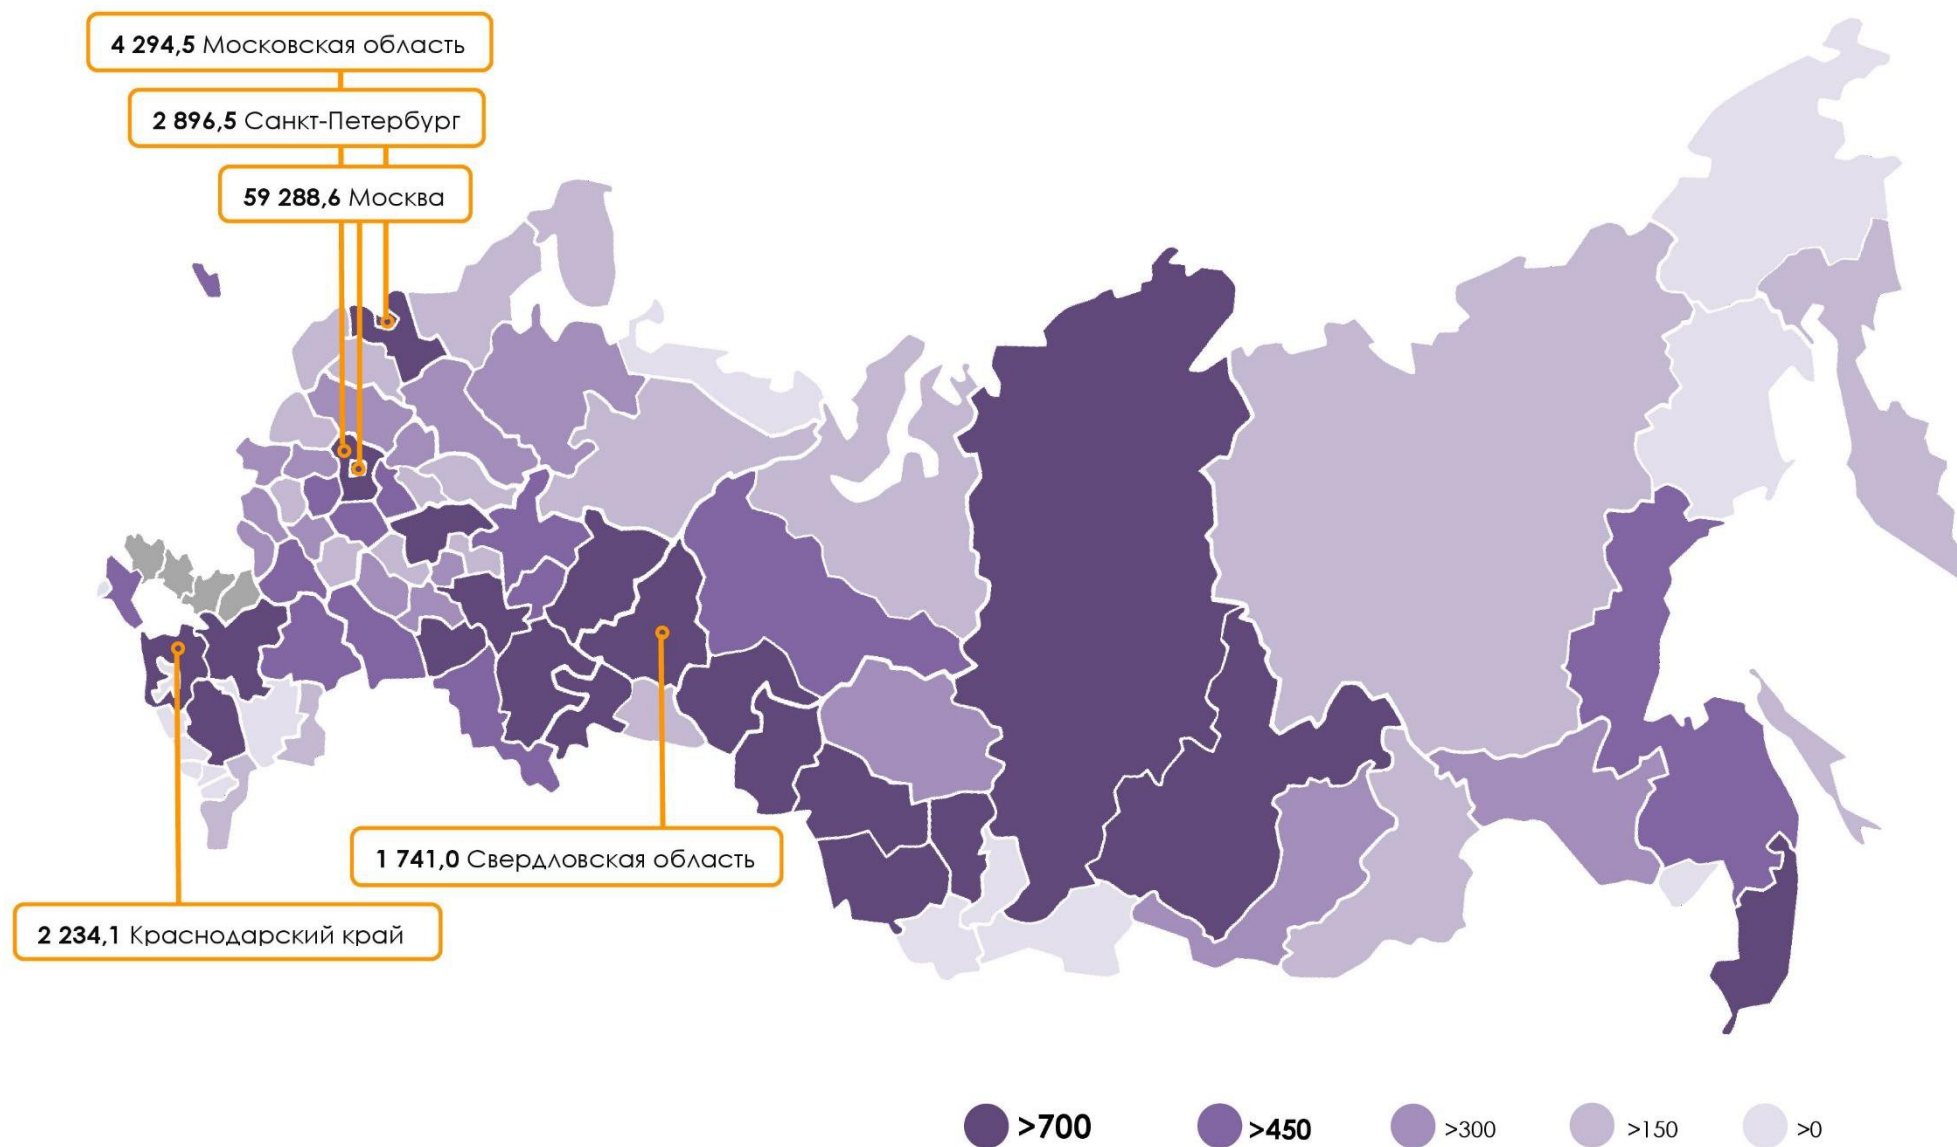 4 294,5 Московская область
2 896,5 Санкт-Петербург
59 288,6 Москва
1 741,0 Свердловская область
2 234,1 Краснодарский край
>700 >450 >300 >150 >0